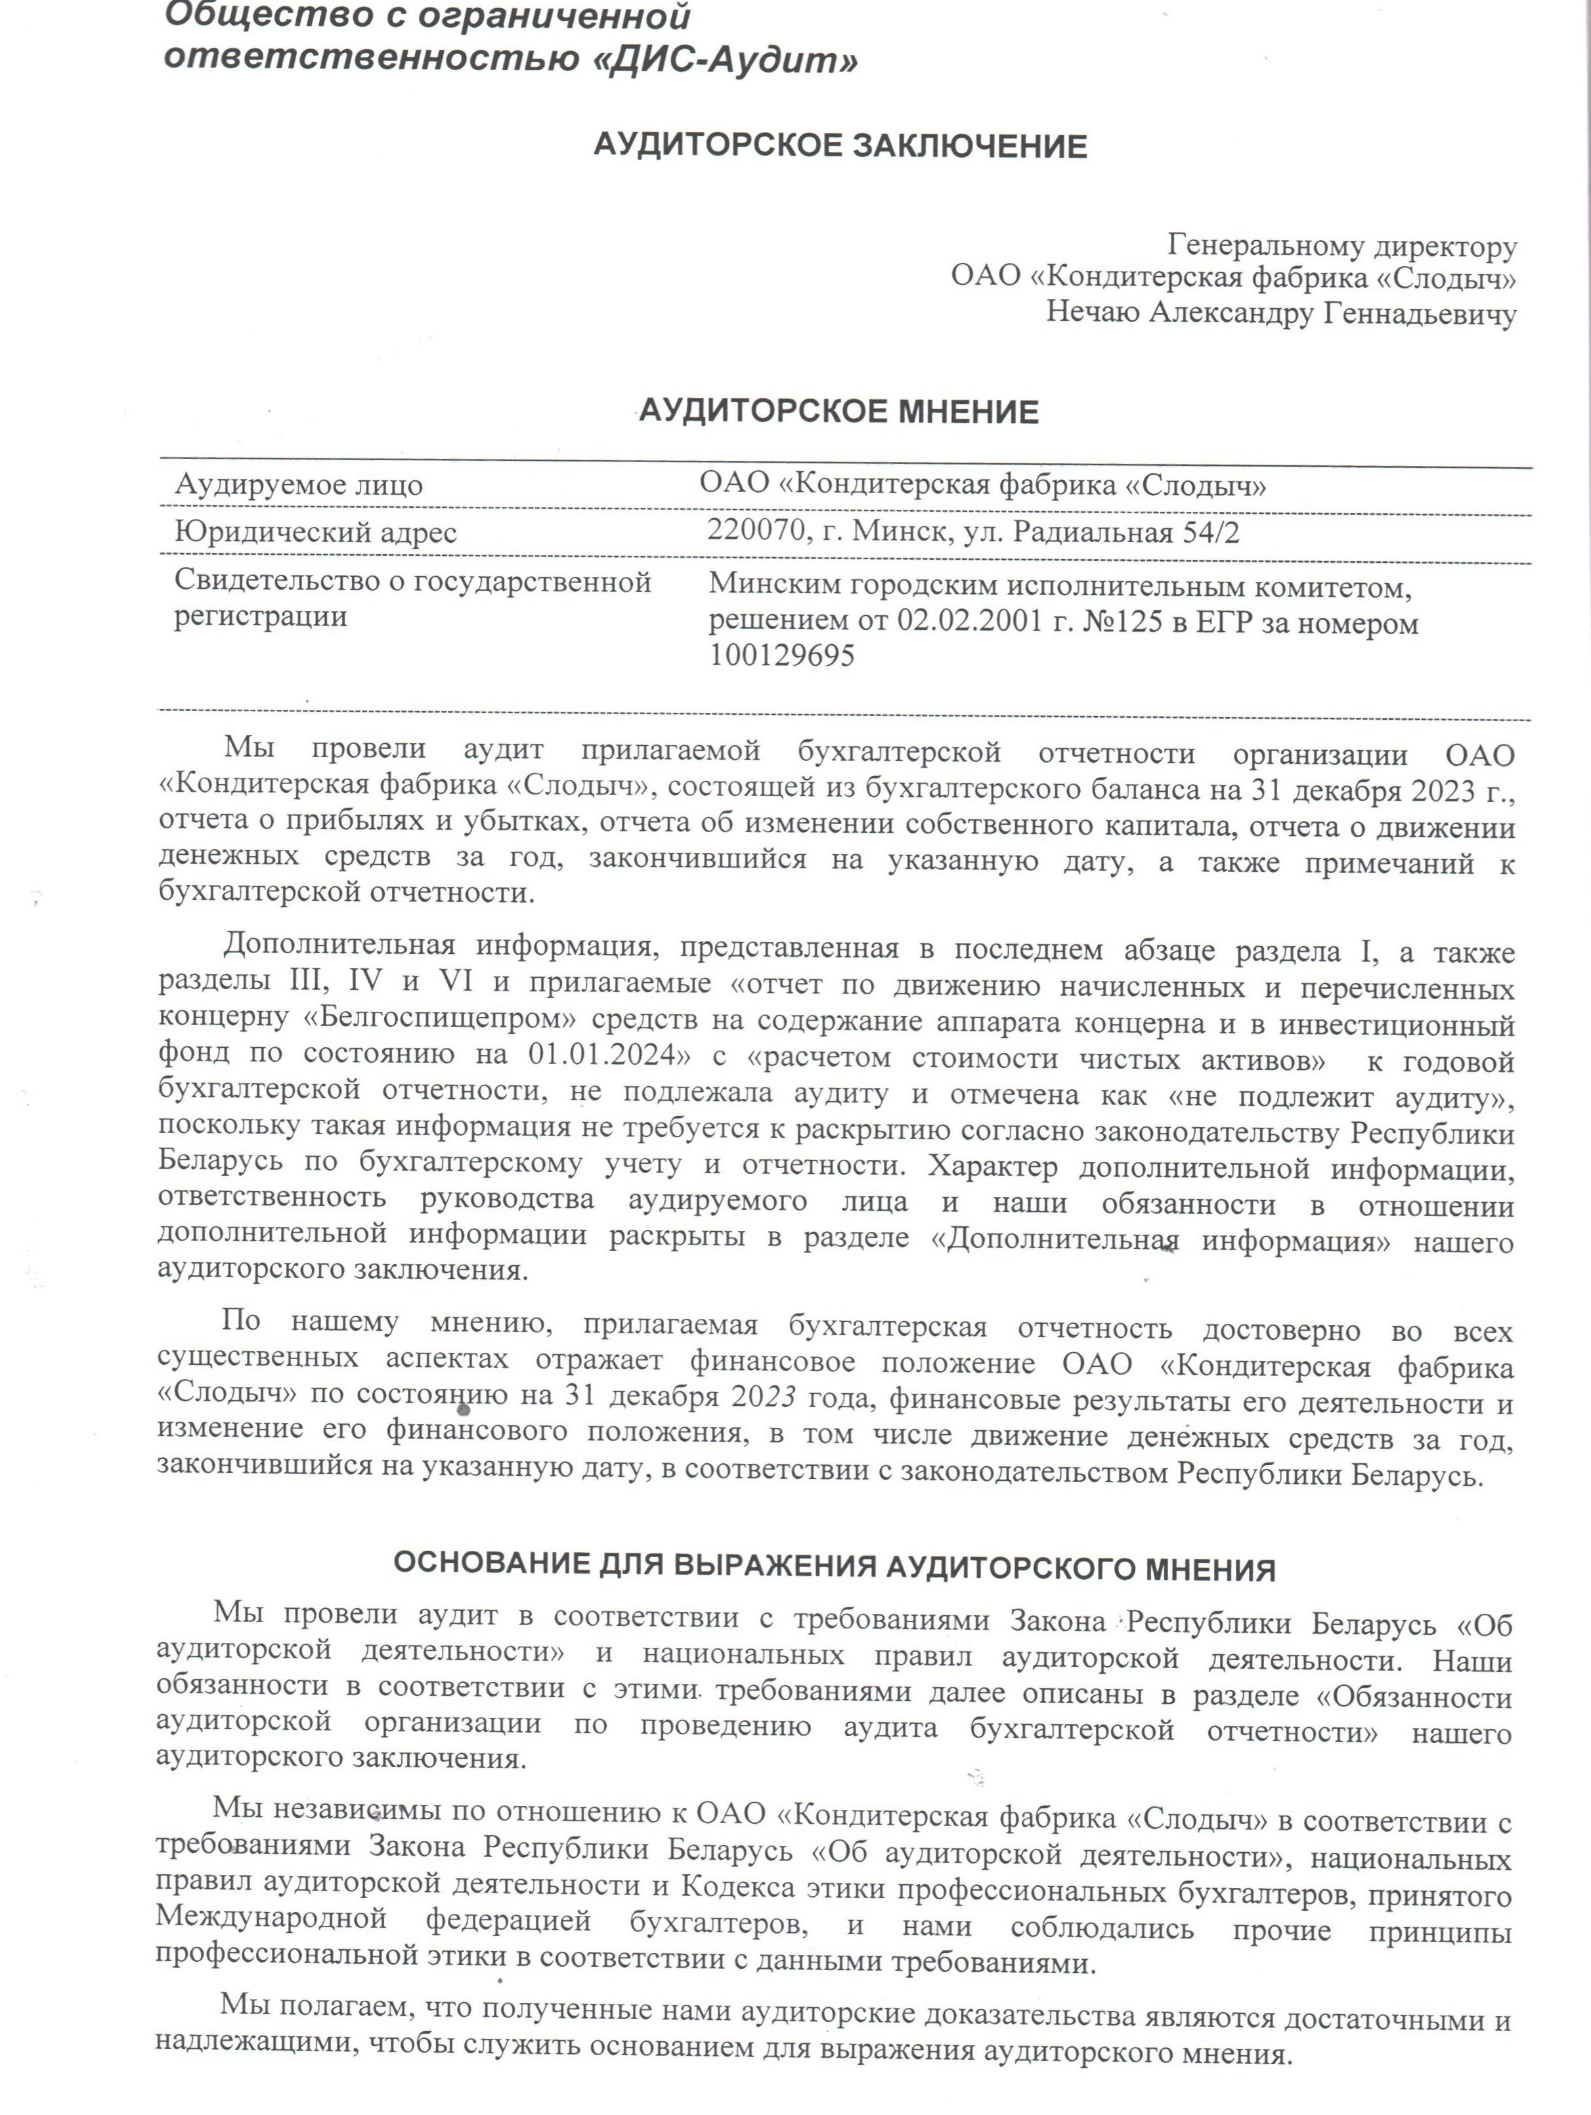 Общество с ограниченной
ответственностью «ДИС-Аудит»
АУДИТОРСКОЕ ЗАКЛЮЧЕНИЕ
Генеральному директору
ОАО «Кондитерская фабрика «Слодыч»
Нечаю Александру Геннадьевичу
АУДИТОРСКОЕ МНЕНИЕ
Аудируемое лицо ОАО «Кондитерская фабрика «Слодыч»
Юридический адрес 220070, г. Минск, ул. Радиальная 54/2
Свидетельство о государственной Минским городским исполнительным комитетом,
регистрации решением от 02.02.2001 г. №125 в ЕГР за номером
100129695
Мы провели аудит прилагаемой бухгалтерской отчетности организации ОАО
«Кондитерская фабрика «Слодыч», состоящей из бухгалтерского баланса на 31 декабря 2023 г.,
отчета о прибылях и убытках, отчета об изменении собственного капитала, отчета о движении
денежных средств за год, закончившийся на указанную дату, а также примечаний к
бухгалтерской отчетности.
Дополнительная информация, представленная в последнем абзаце раздела I, а также
разделы III, IV и VI и прилагаемые «отчет по движению начисленных и перечисленных
концерну «Белгоспищепром» средств на содержание аппарата концерна и в инвестиционный
фонд по состоянию на 01.01.2024» с «расчетом стоимости чистых активов» к годовой
бухгалтерской отчетности, не подлежала аудиту и отмечена как «не подлежит аудиту»,
поскольку такая информация не требуется к раскрытию согласно законодательству Республики
Беларусь по бухгалтерскому учету и отчетности. Характер дополнительной информации,
ответственность руководства аудируемого лица и наши обязанности в отношении
дополнительной информации раскрыты в разделе «Дополнительная информация» нашего
аудиторского заключения.
По нашему мнению, прилагаемая бухгалтерская отчетность достоверно во всех
существенных аспектах отражает финансовое положение ОАО «Кондитерская фабрика
«Слодыч» по состоянию на 31 декабря 2023 года, финансовые результаты его деятельности и
изменение его финансового положения, в том числе движение денежных средств за год,
закончившийся на указанную дату, в соответствии с законодательством Республики Беларусь.
ОСНОВАНИЕ ДЛЯ ВЫРАЖЕНИЯ АУДИТОРСКОГО МНЕНИЯ
Мы провели аудит в соответствии с требованиями Закона Республики Беларусь «Об
аудиторской деятельности» и национальных правил аудиторской деятельности. Наши
обязанности в соответствии с этими требованиями далее описаны в разделе «Обязанности
аудиторской организации по проведению аудита бухгалтерской отчетности» нашего
аудиторского заключения.
Мы независимы по отношению к ОАО «Кондитерская фабрика «Слодыч» в соответствии с
требованиями Закона Республики Беларусь «Об аудиторской деятельности», национальных
правил аудиторской деятельности и Кодекса этики профессиональных бухгалтеров, принятого
Международной федерацией бухгалтеров, и нами соблюдались прочие принципы
профессиональной этики в соответствии с данными требованиями.
Мы полагаем, что полученные нами аудиторские доказательства являются достаточными и
надлежащими, чтобы служить основанием для выражения аудиторского мнения.